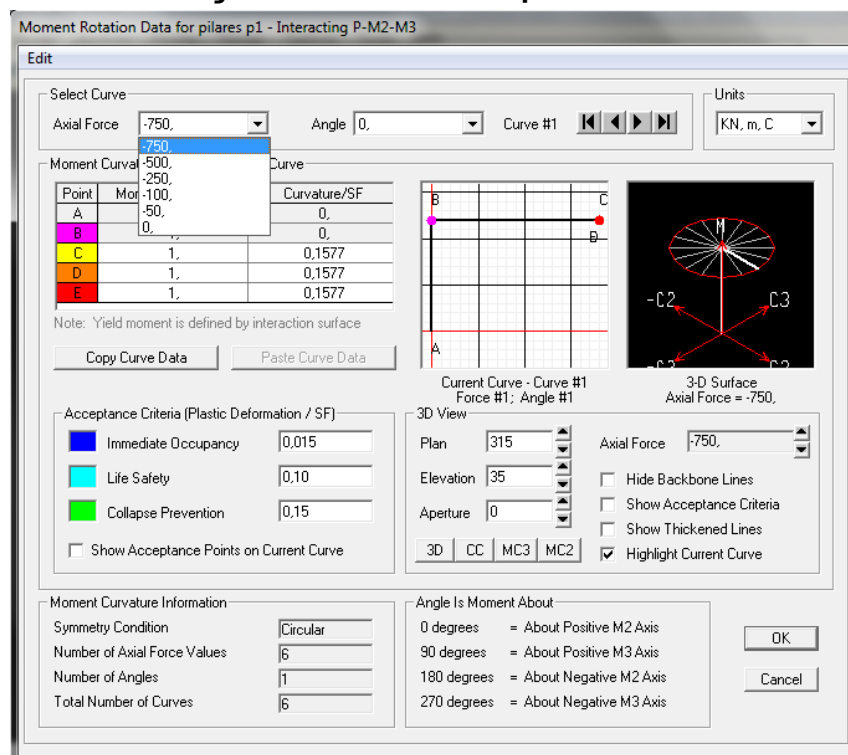 Moment Rotation Data for pilares p1 - Interacting P-M2-M3
Edit
Select Curve
Axial Force -750, Angle 0, Curve #1
Units
KN, m, C
-750,
-500,
-250,
-100,
-50,
0,
Moment Curvat Curve
Point Mor Curvature/SF
A 0,
B 1, 0,
C 1, 0,1577
D 1, 0,1577
E 1, 0,1577
Note: Yield moment is defined by interaction surface
Copy Curve Data Paste Curve Data
B C
D
A
Current Curve - Curve #1
Force #1; Angle #1
M
-C2 C3
-C3 C2
3-D Surface
Axial Force = -750,
Acceptance Criteria (Plastic Deformation / SF)
Immediate Occupancy 0,015
Life Safety 0,10
Collapse Prevention 0,15
Show Acceptance Points on Current Curve
3D View
Plan 315
Elevation 35
Aperture 0
3D CC MC3 MC2
Axial Force -750,
Hide Backbone Lines
Show Acceptance Criteria
Show Thickened Lines
Highlight Current Curve
Moment Curvature Information
Symmetry Condition Circular
Number of Axial Force Values 6
Number of Angles 1
Total Number of Curves 6
Angle Is Moment About
0 degrees = About Positive M2 Axis
90 degrees = About Positive M3 Axis
180 degrees = About Negative M2 Axis
270 degrees = About Negative M3 Axis
OK
Cancel